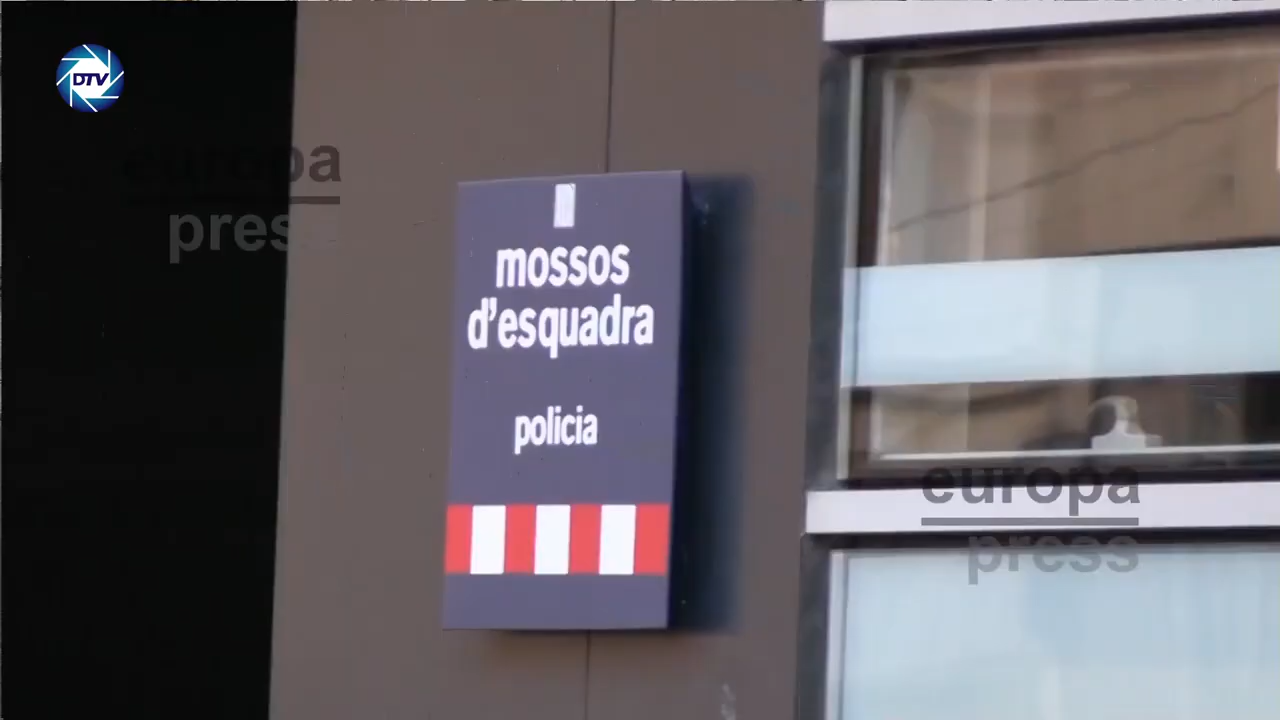 DTV
europa
press
mossos
d'esquadra
policia
europa
press